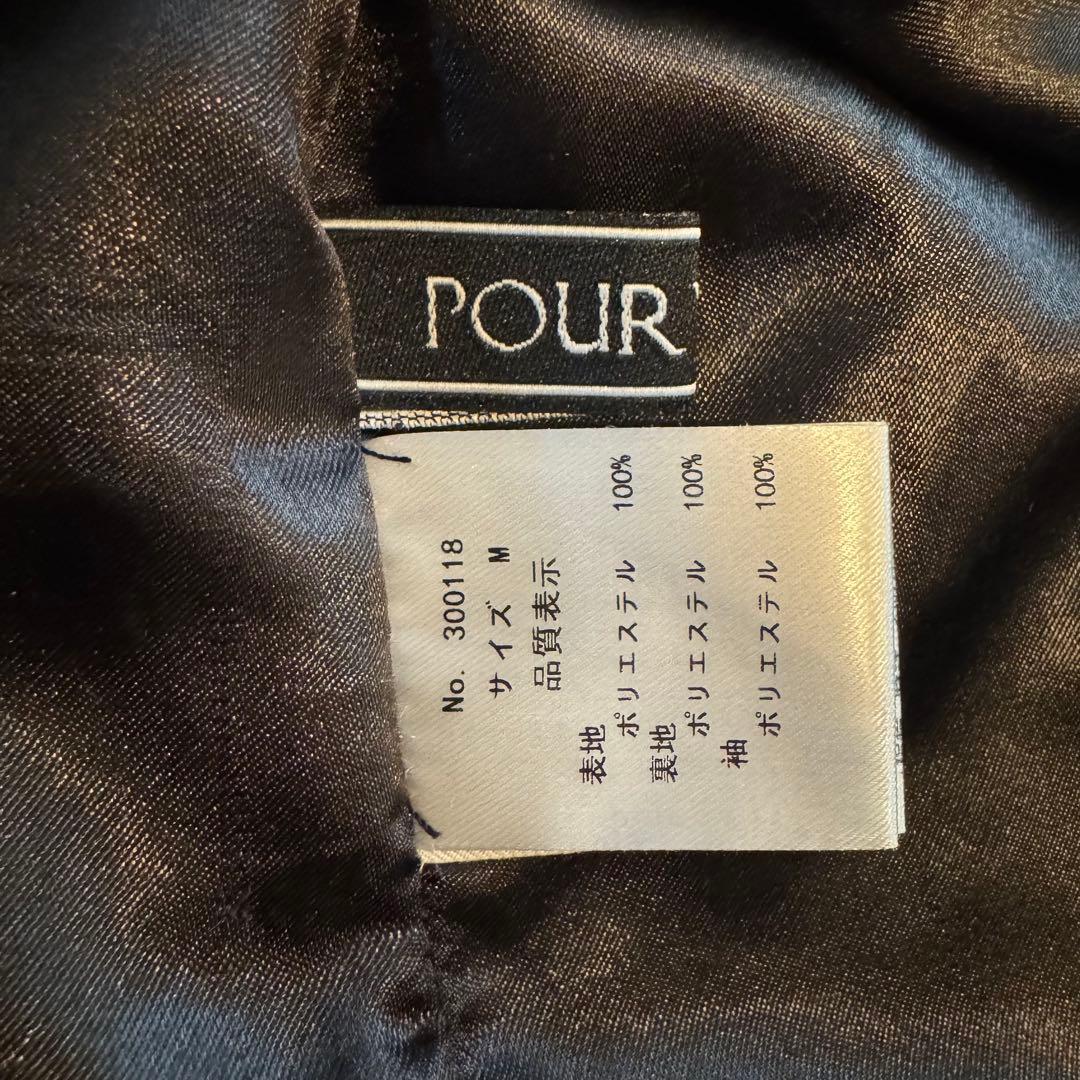 POUR
No. 300118
サイズ M
品質表示
表地
ポリエステル 100%
裏地
ポリエステル 100%
袖
ポリエステル 100%